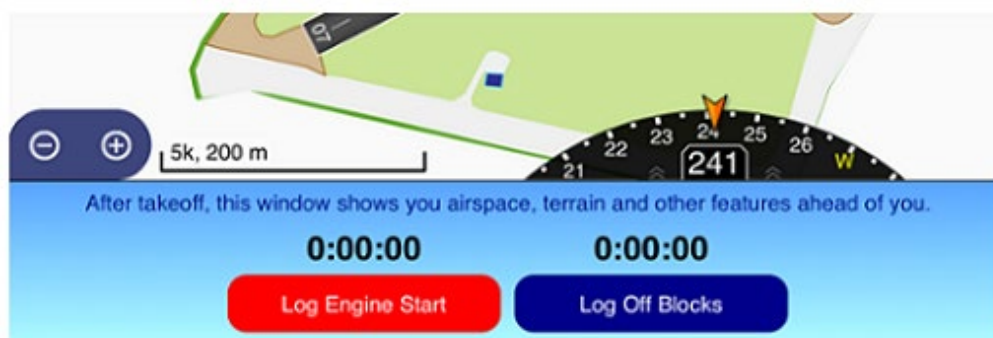 07
5k, 200 m
21 22 23 24 25 26 W
241
After takeoff, this window shows you airspace, terrain and other features ahead of you.
0:00:00 0:00:00
Log Engine Start Log Off Blocks